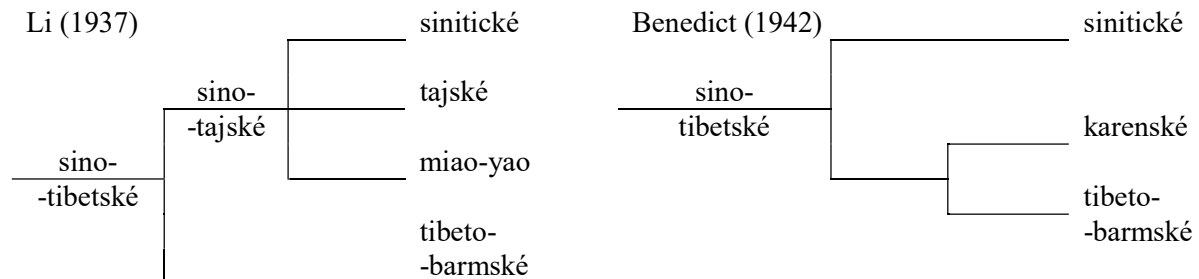 Li (1937)
sinitické
sino-
-tajské
tajské
miao-yao
sino-
-tibetské
tibeto-
-barmské
Benedict (1942)
sinitické
sino-
tibetské
karenské
tibeto-
-barmské